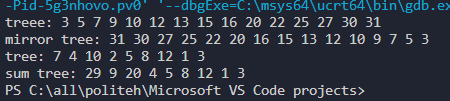 -Pid-5g3nhovo.pv0' '--dbgExe=C:\msys64\ucrt64\bin\gdb.ex
treee: 3 5 7 9 10 12 13 15 16 20 22 25 27 30 31
mirror tree: 31 30 27 25 22 20 16 15 13 12 10 9 7 5 3
tree: 7 4 10 2 5 8 12 1 3
sum tree: 29 9 20 4 5 8 12 1 3
PS C:\all\politeh\Microsoft VS Code projects>